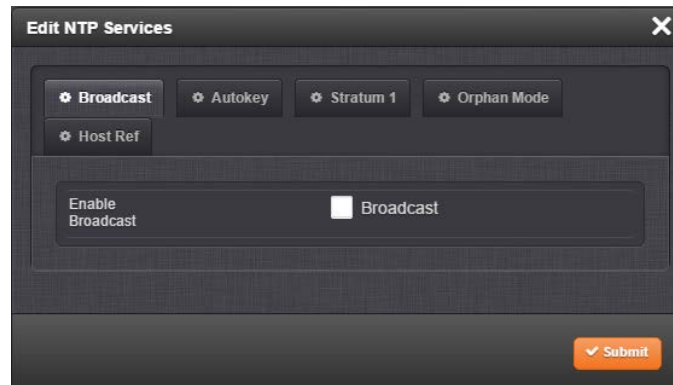 Edit NTP Services
Broadcast Autokey Stratum 1 Orphan Mode
Host Ref
Enable
Broadcast
Broadcast
Submit